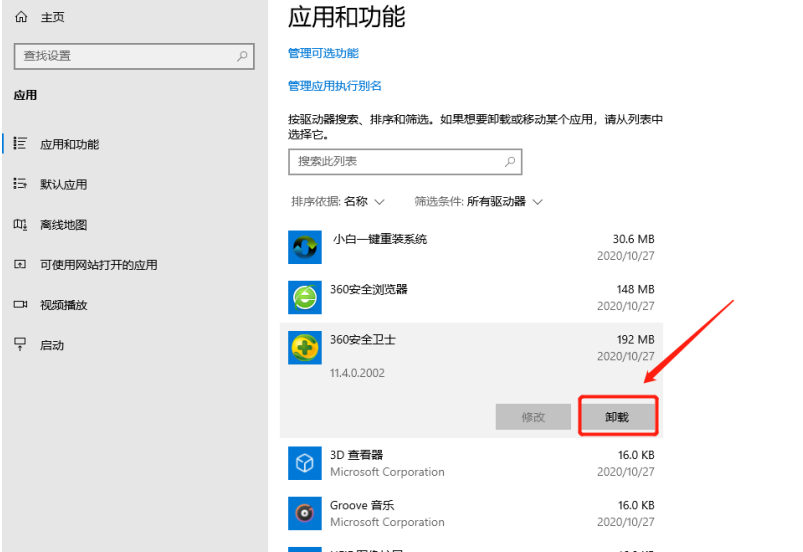 主页
查找设置
应用
应用和功能
默认应用
离线地图
可使用网站打开的应用
视频播放
启动
应用和功能
管理可选功能
管理应用执行别名
按驱动器搜索、排序和筛选。如果想要卸载或移动某个应用，请从列表中
选择它。
搜索此列表
排序依据: 名称 筛选条件: 所有驱动器
小白一键重装系统 30.6 MB
2020/10/27
360安全浏览器 148 MB
2020/10/27
360安全卫士 192 MB
2020/10/27
11.4.0.2002
修改 卸载
3D 查看器 16.0 KB
Microsoft Corporation 2020/10/27
Groove 音乐 16.0 KB
Microsoft Corporation 2020/10/27